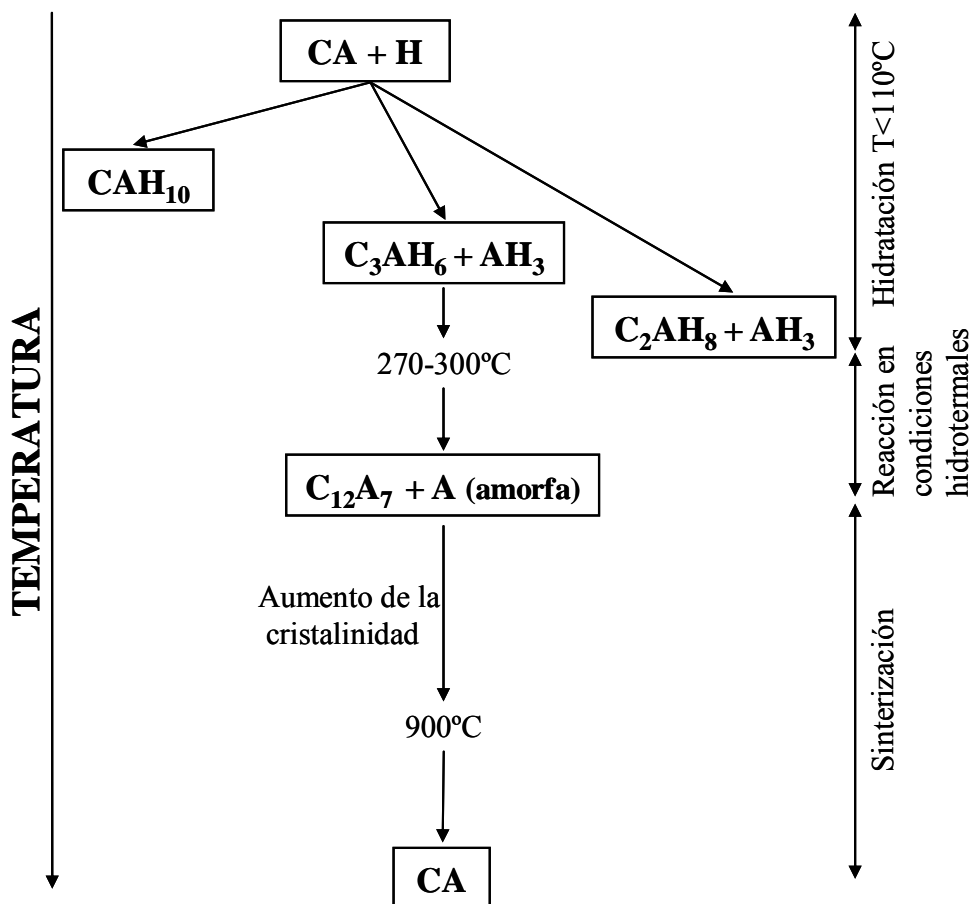 CA + H
CAH₁₀
C₃AH₆ + AH₃
C₂AH₈ + AH₃
270-300ºC
C₁₂A₇ + A (amorfa)
Aumento de la
cristalinidad
900ºC
CA
TEMPERATURA
Hidratación T<110ºC
Reacción en
condiciones
hidrotermales
Sinterización